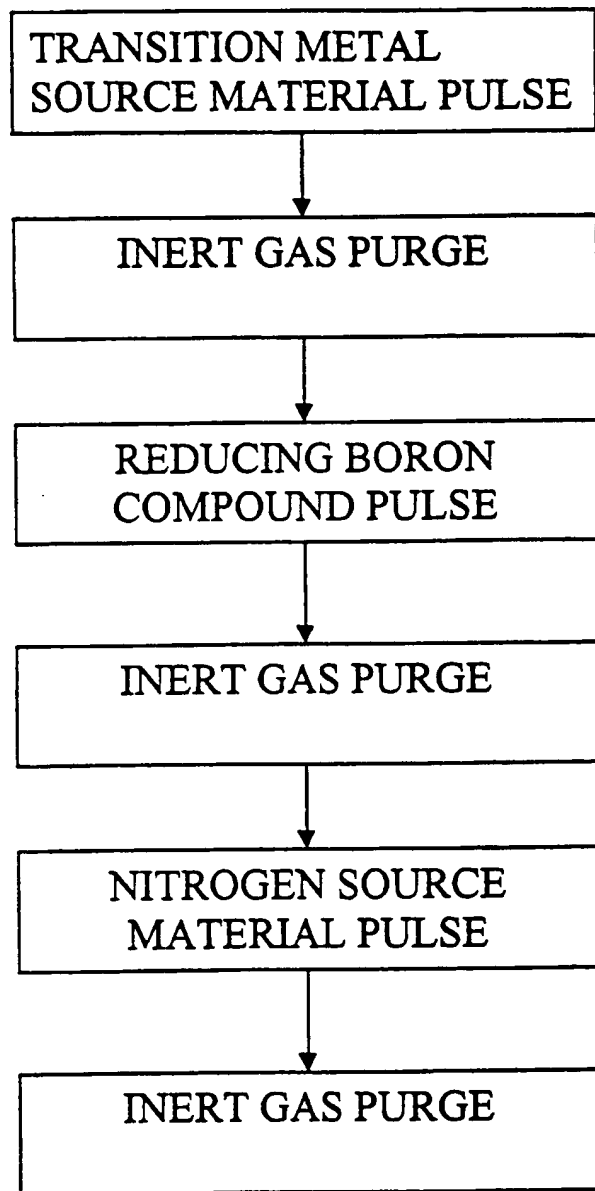 TRANSITION METAL
SOURCE MATERIAL PULSE
INERT GAS PURGE
REDUCING BORON
COMPOUND PULSE
INERT GAS PURGE
NITROGEN SOURCE
MATERIAL PULSE
INERT GAS PURGE